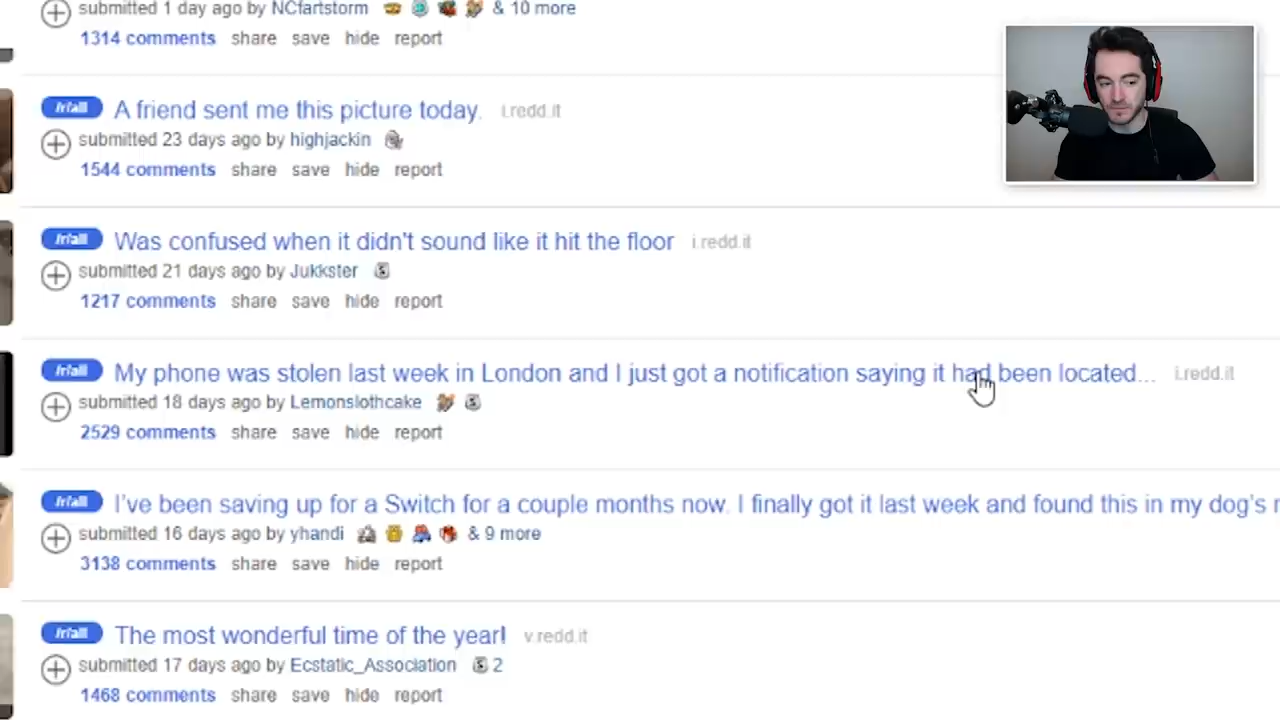 submitted 1 day ago by NCfartstorm & 10 more
1314 comments share save hide report
/r/all A friend sent me this picture today. i.redd.it
submitted 23 days ago by highjackin
1544 comments share save hide report
/r/all Was confused when it didn't sound like it hit the floor i.redd.it
submitted 21 days ago by Jukkster
1217 comments share save hide report
/r/all My phone was stolen last week in London and I just got a notification saying it had been located... i.redd.it
submitted 18 days ago by Lemonslothcake
2529 comments share save hide report
/r/all I've been saving up for a Switch for a couple months now. I finally got it last week and found this in my dog's
submitted 16 days ago by yhandi & 9 more
3138 comments share save hide report
/r/all The most wonderful time of the year! v.redd.it
submitted 17 days ago by Ecstatic_Association 2
1468 comments share save hide report